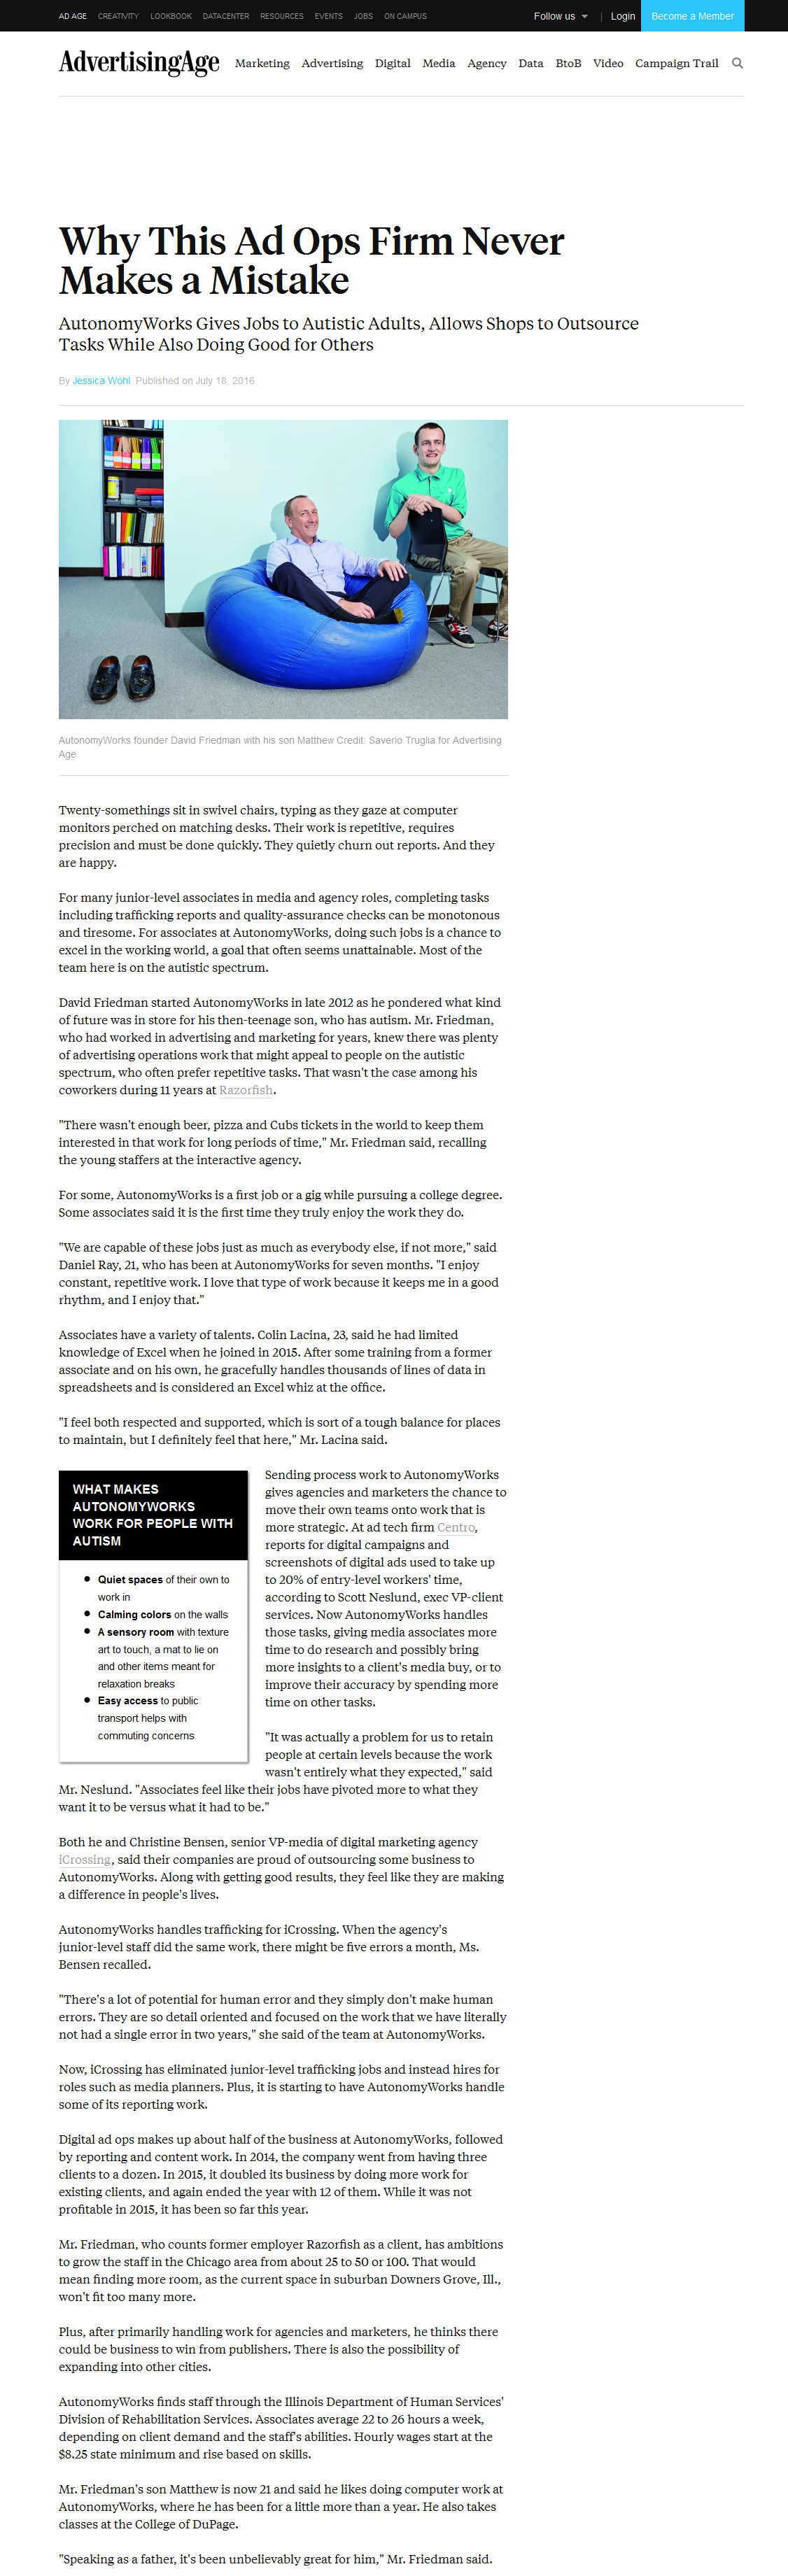 AD AGE CREATIVITY LOOKBOOK DATACENTER RESOURCES EVENTS JOBS ON CAMPUS Follow us | Login Become a Member
AdvertisingAge Marketing Advertising Digital Media Agency Data BtoB Video Campaign Trail
Why This Ad Ops Firm Never
Makes a Mistake
AutonomyWorks Gives Jobs to Autistic Adults, Allows Shops to Outsource
Tasks While Also Doing Good for Others
By Jessica Wohl. Published on July 18, 2016.
AutonomyWorks founder David Friedman with his son Matthew Credit: Saverio Truglia for Advertising
Age
Twenty-somethings sit in swivel chairs, typing as they gaze at computer
monitors perched on matching desks. Their work is repetitive, requires
precision and must be done quickly. They quietly churn out reports. And they
are happy.
For many junior-level associates in media and agency roles, completing tasks
including trafficking reports and quality-assurance checks can be monotonous
and tiresome. For associates at AutonomyWorks, doing such jobs is a chance to
excel in the working world, a goal that often seems unattainable. Most of the
team here is on the autistic spectrum.
David Friedman started AutonomyWorks in late 2012 as he pondered what kind
of future was in store for his then-teenage son, who has autism. Mr. Friedman,
who had worked in advertising and marketing for years, knew there was plenty
of advertising operations work that might appeal to people on the autistic
spectrum, who often prefer repetitive tasks. That wasn't the case among his
coworkers during 11 years at Razorfish.
"There wasn't enough beer, pizza and Cubs tickets in the world to keep them
interested in that work for long periods of time," Mr. Friedman said, recalling
the young staffers at the interactive agency.
For some, AutonomyWorks is a first job or a gig while pursuing a college degree.
Some associates said it is the first time they truly enjoy the work they do.
"We are capable of these jobs just as much as everybody else, if not more," said
Daniel Ray, 21, who has been at AutonomyWorks for seven months. "I enjoy
constant, repetitive work. I love that type of work because it keeps me in a good
rhythm, and I enjoy that."
Associates have a variety of talents. Colin Lacina, 23, said he had limited
knowledge of Excel when he joined in 2015. After some training from a former
associate and on his own, he gracefully handles thousands of lines of data in
spreadsheets and is considered an Excel whiz at the office.
"I feel both respected and supported, which is sort of a tough balance for places
to maintain, but I definitely feel that here," Mr. Lacina said.
WHAT MAKES
AUTONOMYWORKS
WORK FOR PEOPLE WITH
AUTISM
• Quiet spaces of their own to
work in
• Calming colors on the walls
• A sensory room with texture
art to touch, a mat to lie on
and other items meant for
relaxation breaks
• Easy access to public
transport helps with
commuting concerns
Sending process work to AutonomyWorks
gives agencies and marketers the chance to
move their own teams onto work that is
more strategic. At ad tech firm Centro,
reports for digital campaigns and
screenshots of digital ads used to take up
to 20% of entry-level workers' time,
according to Scott Neslund, exec VP-client
services. Now AutonomyWorks handles
those tasks, giving media associates more
time to do research and possibly bring
more insights to a client's media buy, or to
improve their accuracy by spending more
time on other tasks.
"It was actually a problem for us to retain
people at certain levels because the work
wasn't entirely what they expected," said
Mr. Neslund. "Associates feel like their jobs have pivoted more to what they
want it to be versus what it had to be."
Both he and Christine Bensen, senior VP-media of digital marketing agency
iCrossing, said their companies are proud of outsourcing some business to
AutonomyWorks. Along with getting good results, they feel like they are making
a difference in people's lives.
AutonomyWorks handles trafficking for iCrossing. When the agency's
junior-level staff did the same work, there might be five errors a month, Ms.
Bensen recalled.
"There's a lot of potential for human error and they simply don't make human
errors. They are so detail oriented and focused on the work that we have literally
not had a single error in two years," she said of the team at AutonomyWorks.
Now, iCrossing has eliminated junior-level trafficking jobs and instead hires for
roles such as media planners. Plus, it is starting to have AutonomyWorks handle
some of its reporting work.
Digital ad ops makes up about half of the business at AutonomyWorks, followed
by reporting and content work. In 2014, the company went from having three
clients to a dozen. In 2015, it doubled its business by doing more work for
existing clients, and again ended the year with 12 of them. While it was not
profitable in 2015, it has been so far this year.
Mr. Friedman, who counts former employer Razorfish as a client, has ambitions
to grow the staff in the Chicago area from about 25 to 50 or 100. That would
mean finding more room, as the current space in suburban Downers Grove, Ill.,
won't fit too many more.
Plus, after primarily handling work for agencies and marketers, he thinks there
could be business to win from publishers. There is also the possibility of
expanding into other cities.
AutonomyWorks finds staff through the Illinois Department of Human Services'
Division of Rehabilitation Services. Associates average 22 to 26 hours a week,
depending on client demand and the staff's abilities. Hourly wages start at the
$8.25 state minimum and rise based on skills.
Mr. Friedman's son Matthew is now 21 and said he likes doing computer work at
AutonomyWorks, where he has been for a little more than a year. He also takes
classes at the College of DuPage.
"Speaking as a father, it's been unbelievably great for him," Mr. Friedman said.